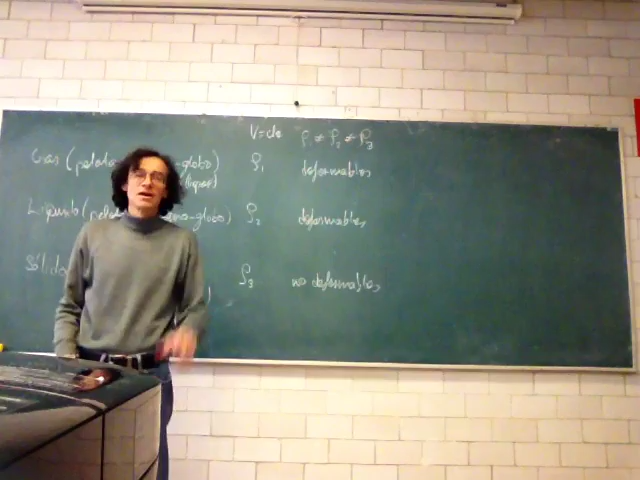 V=cte ρ₁ ≠ ρ₂ ≠ ρ₃
Gas (pelota globo) ρ₁ deformables
Líquido (pelota globo) ρ₂ deformables
Sólido ρ₃ no deformables